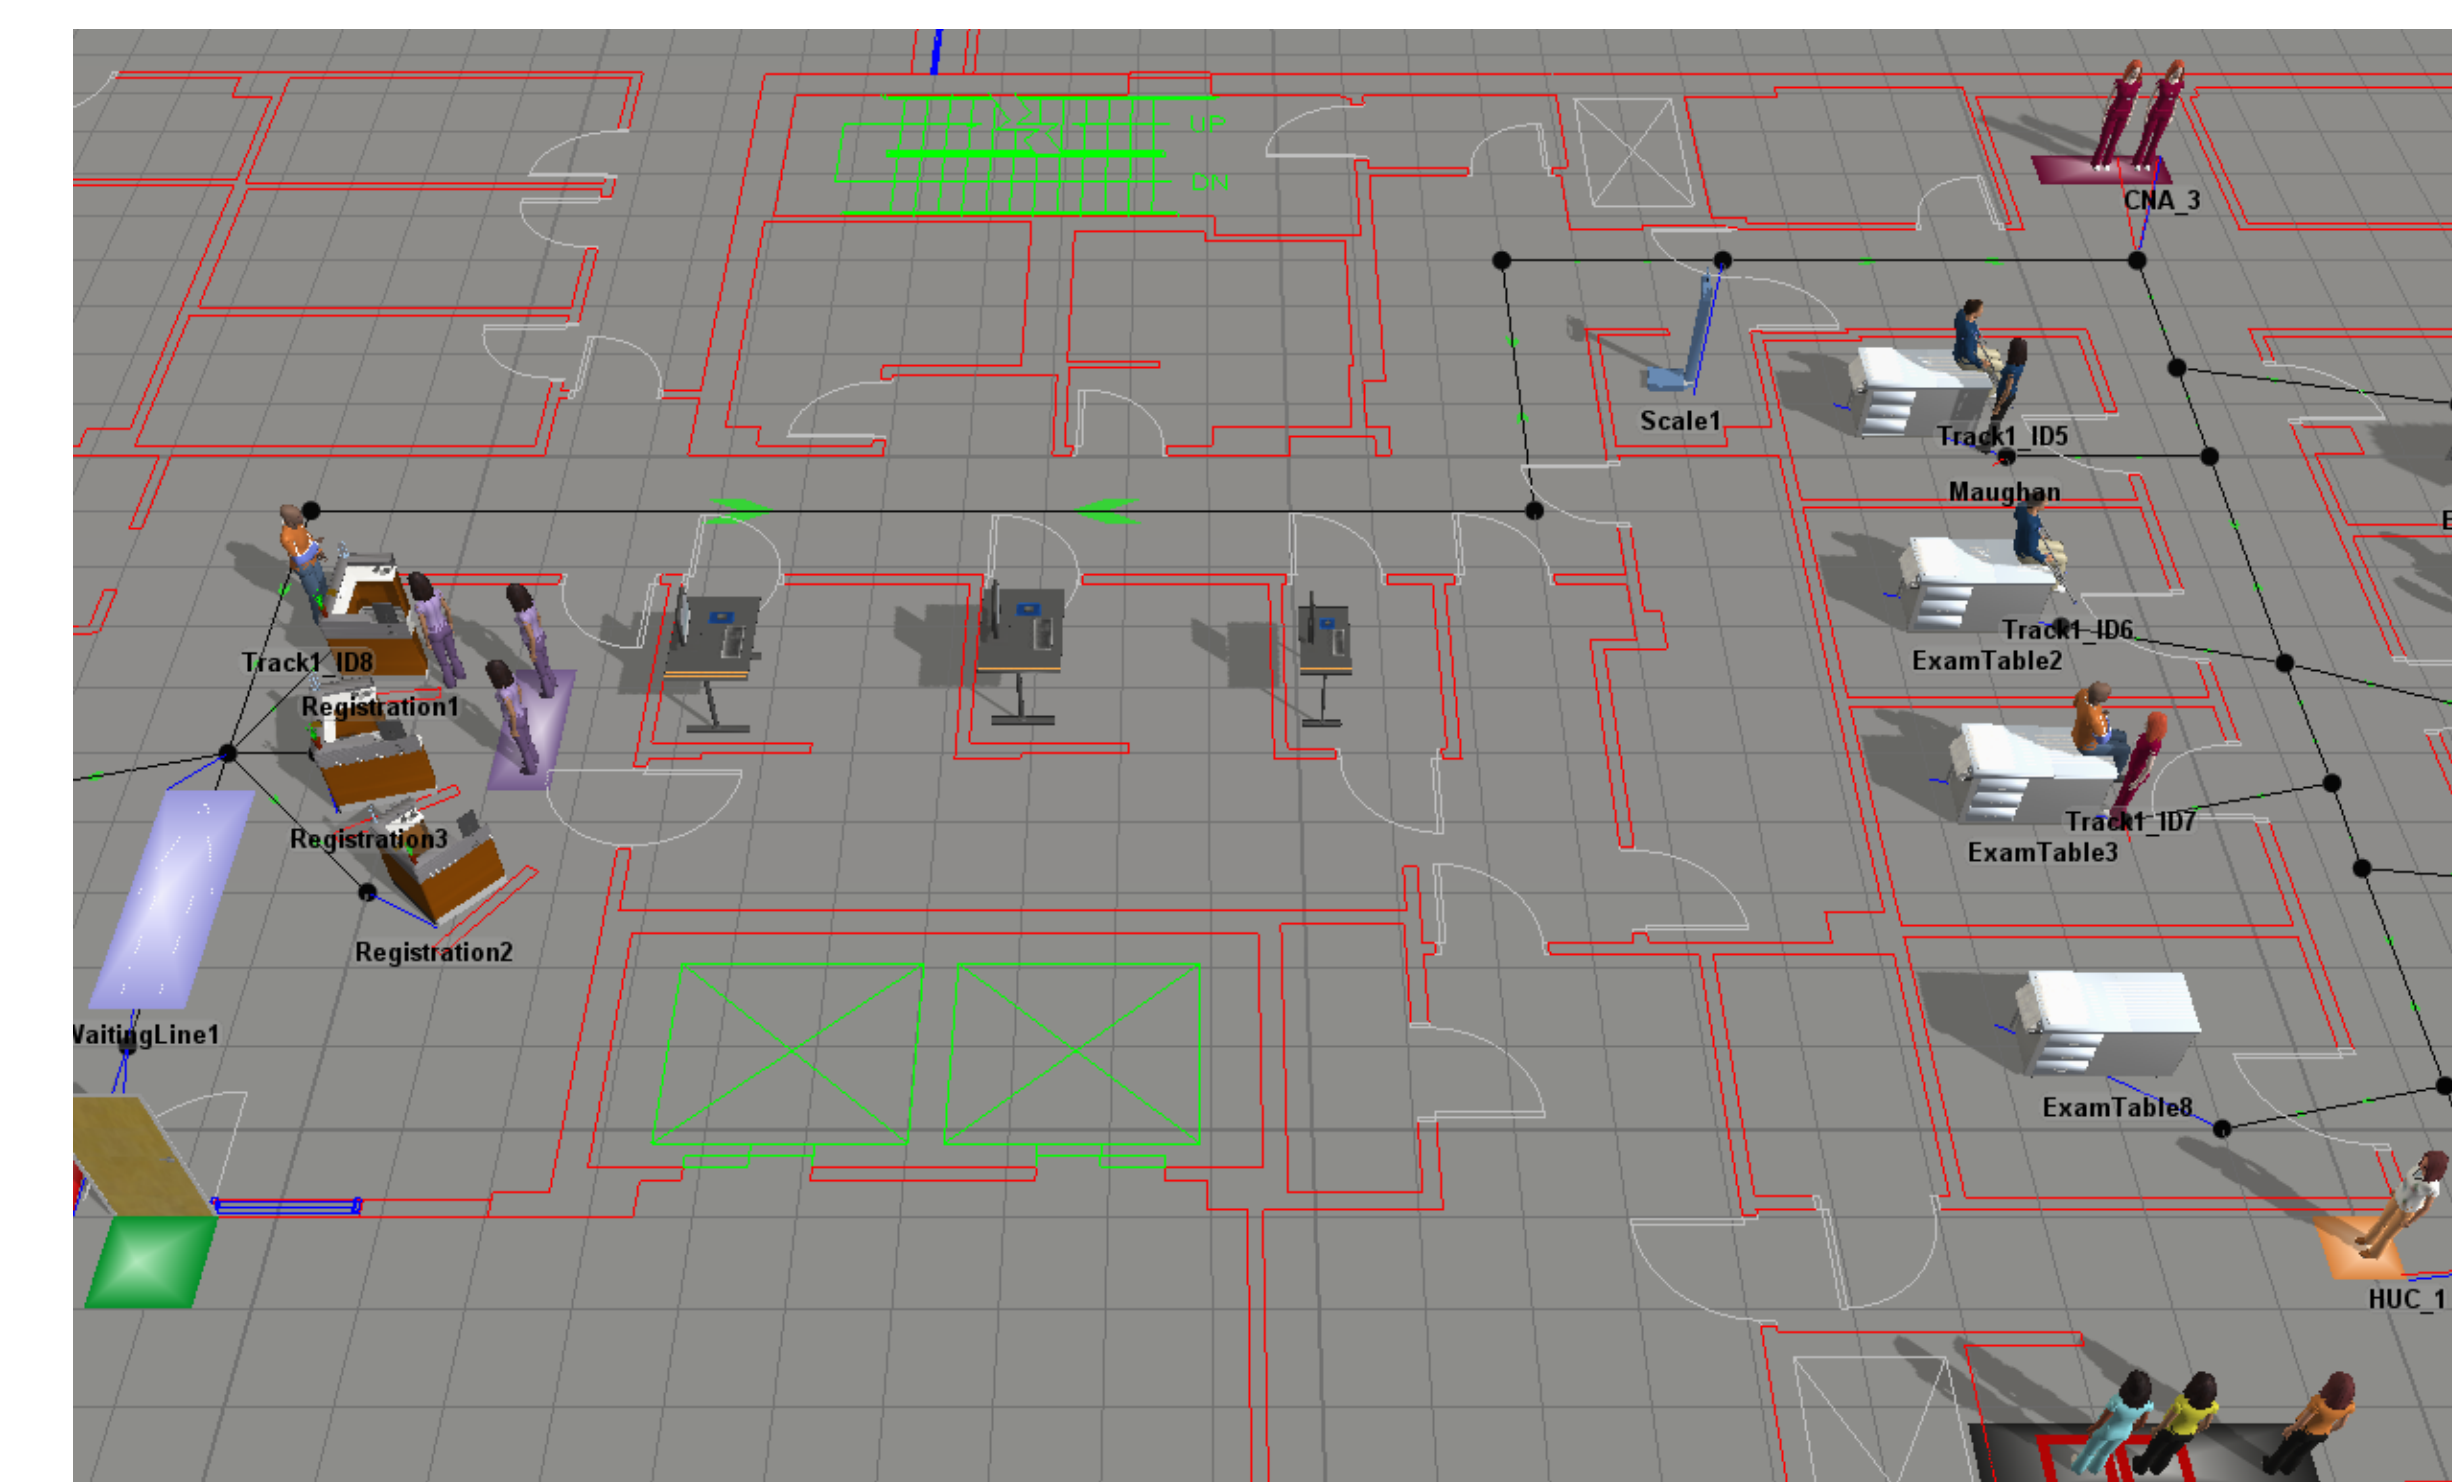 UP
DN
CNA_3
Scale1
Track1_ID5
Maughan
Track1_ID6
ExamTable2
Track1_ID8
Registration1
Track1_ID7
Registration3
ExamTable3
Registration2
WaitingLine1
ExamTable8
HUC_1